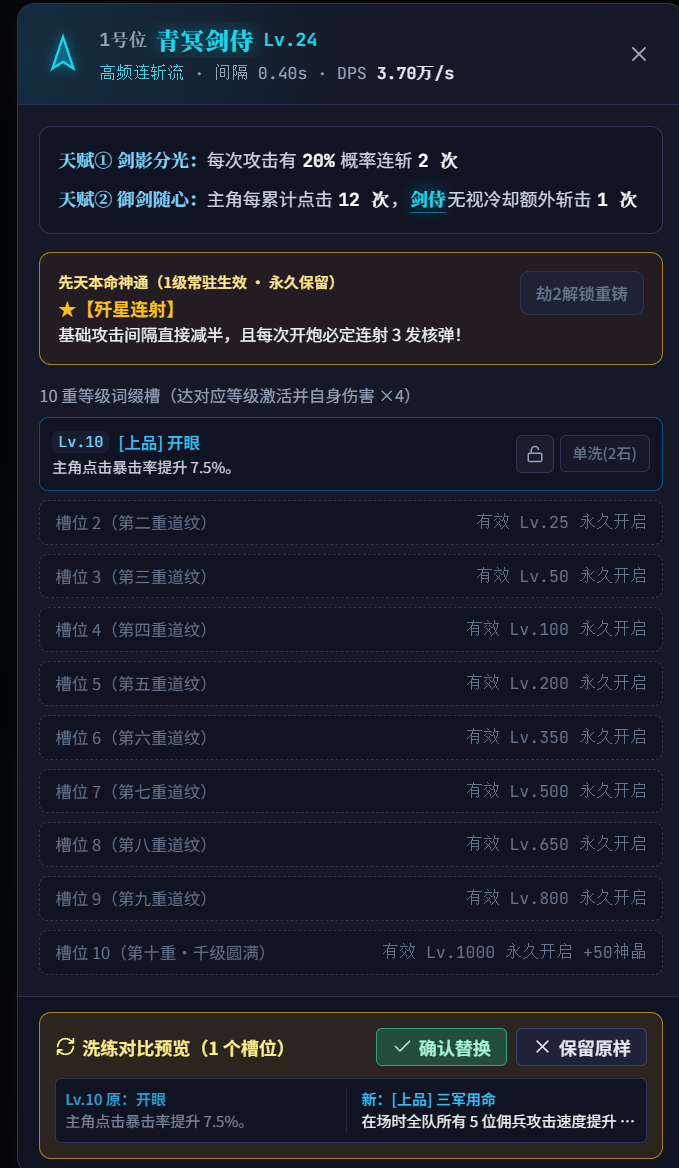 1号位 青冥剑侍 Lv.24
高频连斩流 · 间隔 0.40s · DPS 3.70万/s
天赋① 剑影分光：每次攻击有 20% 概率连斩 2 次
天赋② 御剑随心：主角每累计点击 12 次，剑侍无视冷却额外斩击 1 次
先天本命神通（1级常驻生效 · 永久保留）
★【歼星连射】
基础攻击间隔直接减半，且每次开炮必定连射 3 发核弹！
劫2解锁重铸
10 重等级词缀槽（达对应等级激活并自身伤害 ×4）
Lv.10 [上品] 开眼
主角点击暴击率提升 7.5%。
单洗(2石)
槽位 2（第二重道纹） 有效 Lv.25 永久开启
槽位 3（第三重道纹） 有效 Lv.50 永久开启
槽位 4（第四重道纹） 有效 Lv.100 永久开启
槽位 5（第五重道纹） 有效 Lv.200 永久开启
槽位 6（第六重道纹） 有效 Lv.350 永久开启
槽位 7（第七重道纹） 有效 Lv.500 永久开启
槽位 8（第八重道纹） 有效 Lv.650 永久开启
槽位 9（第九重道纹） 有效 Lv.800 永久开启
槽位 10（第十重·千级圆满） 有效 Lv.1000 永久开启 +50神晶
洗练对比预览（1 个槽位） 确认替换 保留原样
Lv.10 原：开眼
主角点击暴击率提升 7.5%。
新：[上品] 三军用命
在场时全队所有 5 位佣兵攻击速度提升 …